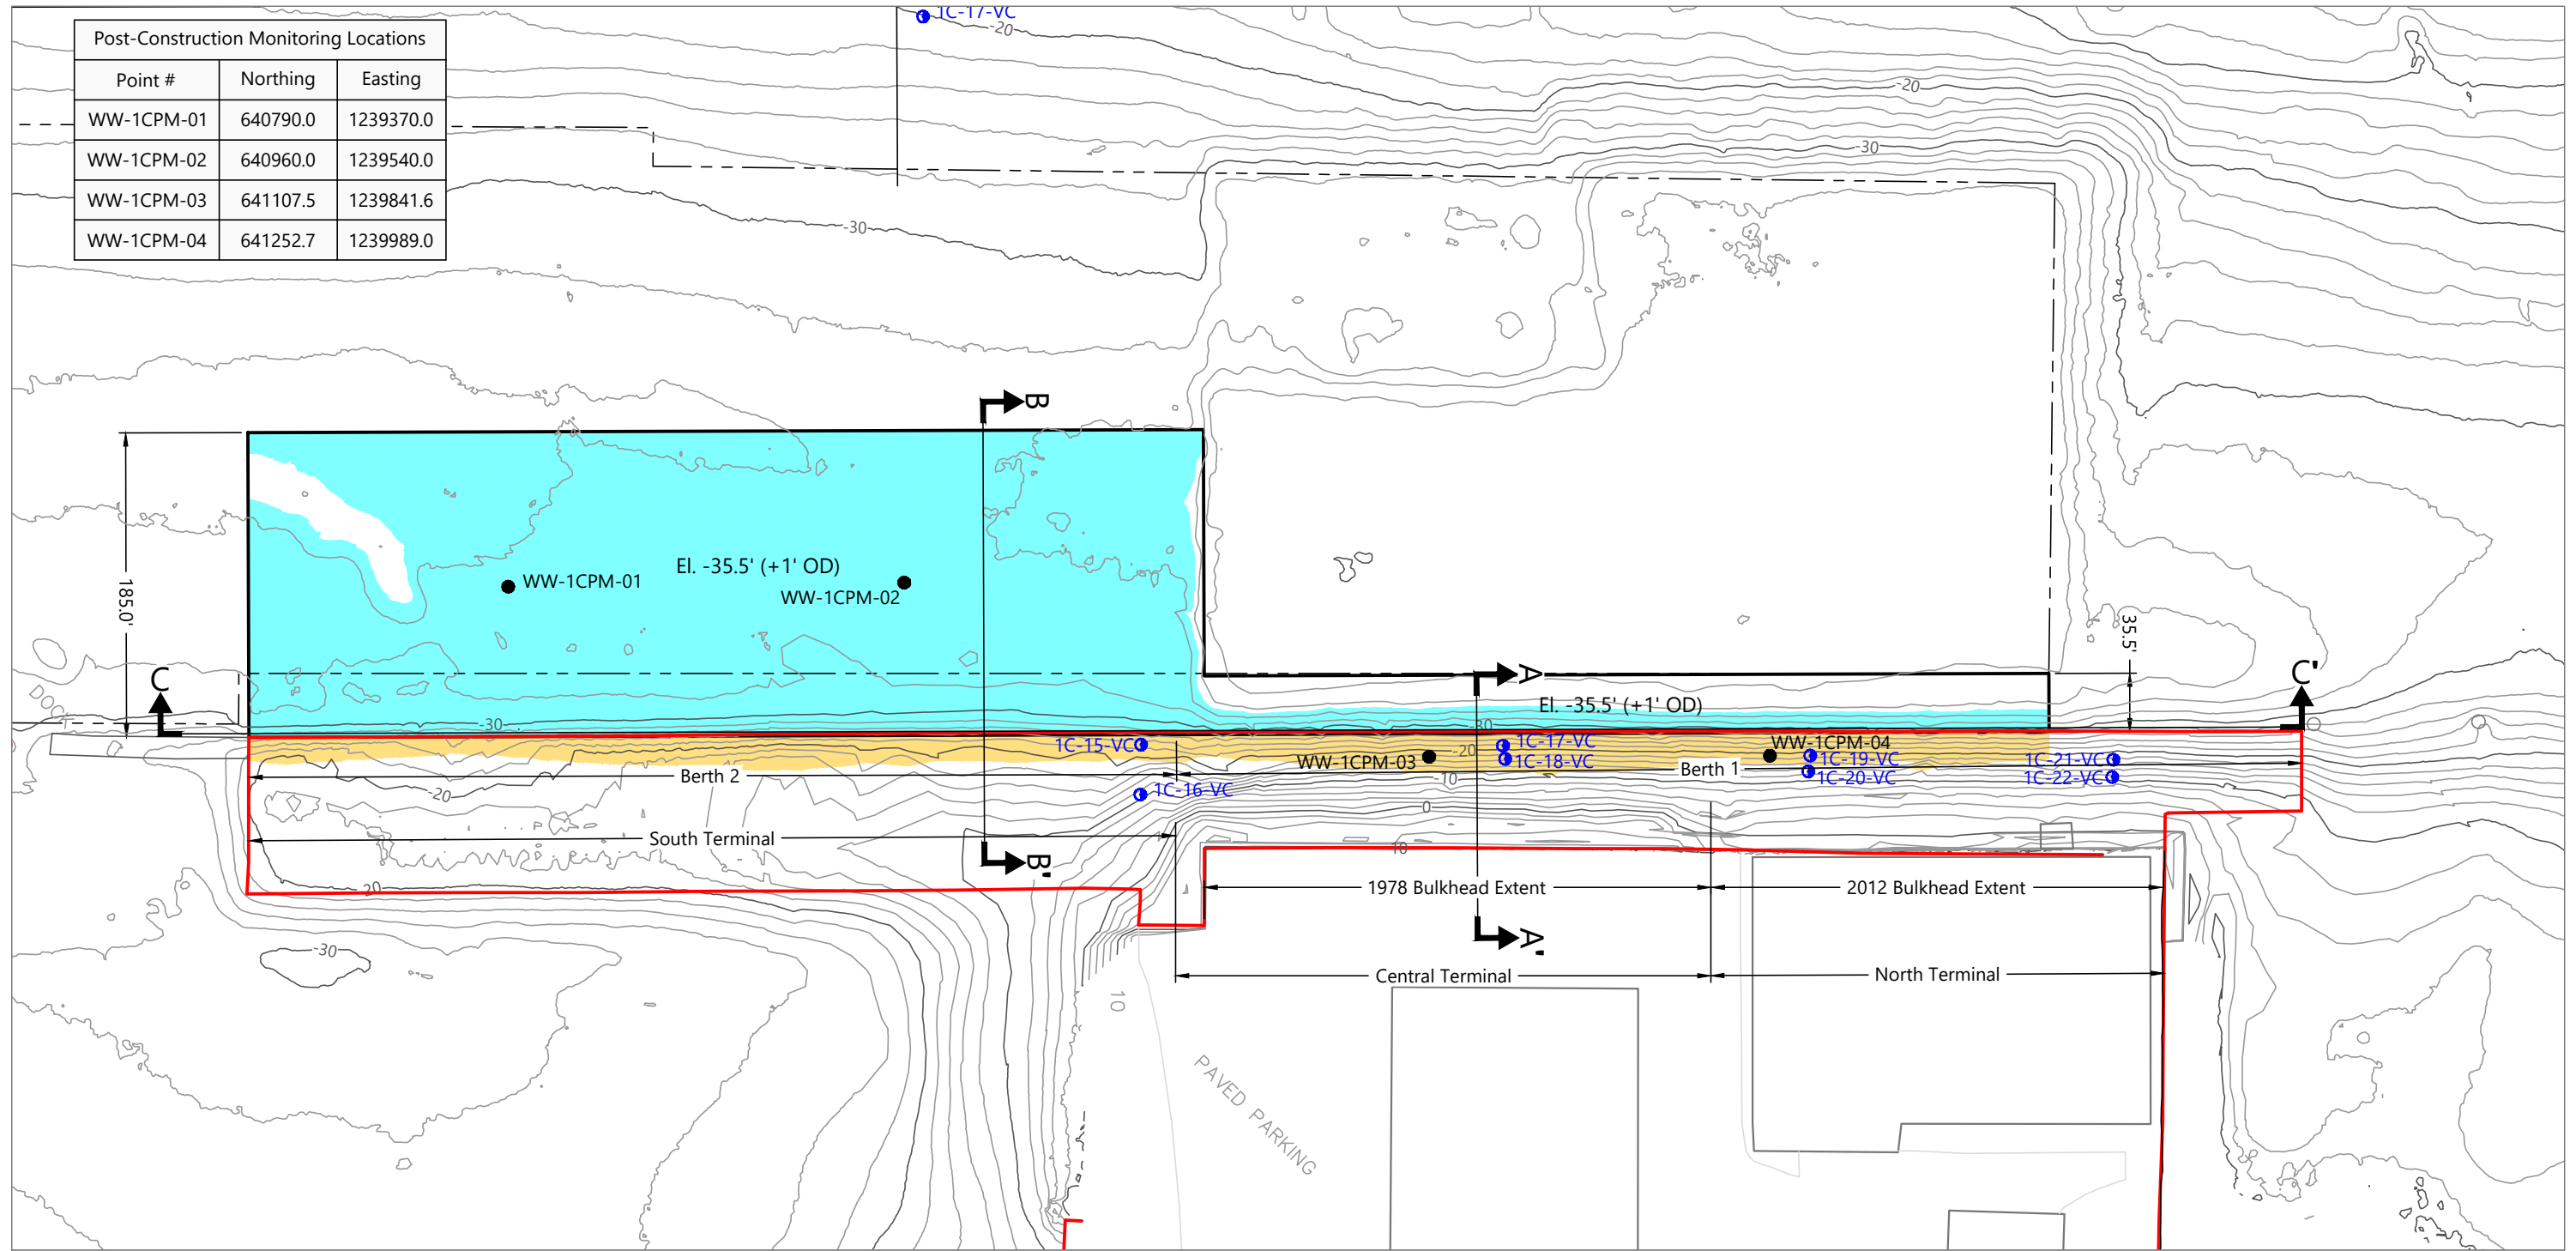 1C-17-VC
-20
Post-Construction Monitoring Locations
Point # Northing Easting
WW-1CPM-01 640790.0 1239370.0
WW-1CPM-02 640960.0 1239540.0
WW-1CPM-03 641107.5 1239841.6
WW-1CPM-04 641252.7 1239989.0
-20
-30
-30
B
El. -35.5' (+1' OD)
WW-1CPM-01
WW-1CPM-02
185.0'
35.5'
C
A
C'
DOCK
El. -35.5' (+1' OD)
-30
-30
1C-15-VC
1C-17-VC
WW-1CPM-04
-20
WW-1CPM-03
1C-18-VC
1C-19-VC
1C-21-VC
Berth 2
Berth 1
-10
1C-20-VC
1C-22-VC
-20
1C-16-VC
0
South Terminal
10
B'
-20
1978 Bulkhead Extent
2012 Bulkhead Extent
A'
-30
Central Terminal
North Terminal
10
PAVED PARKING